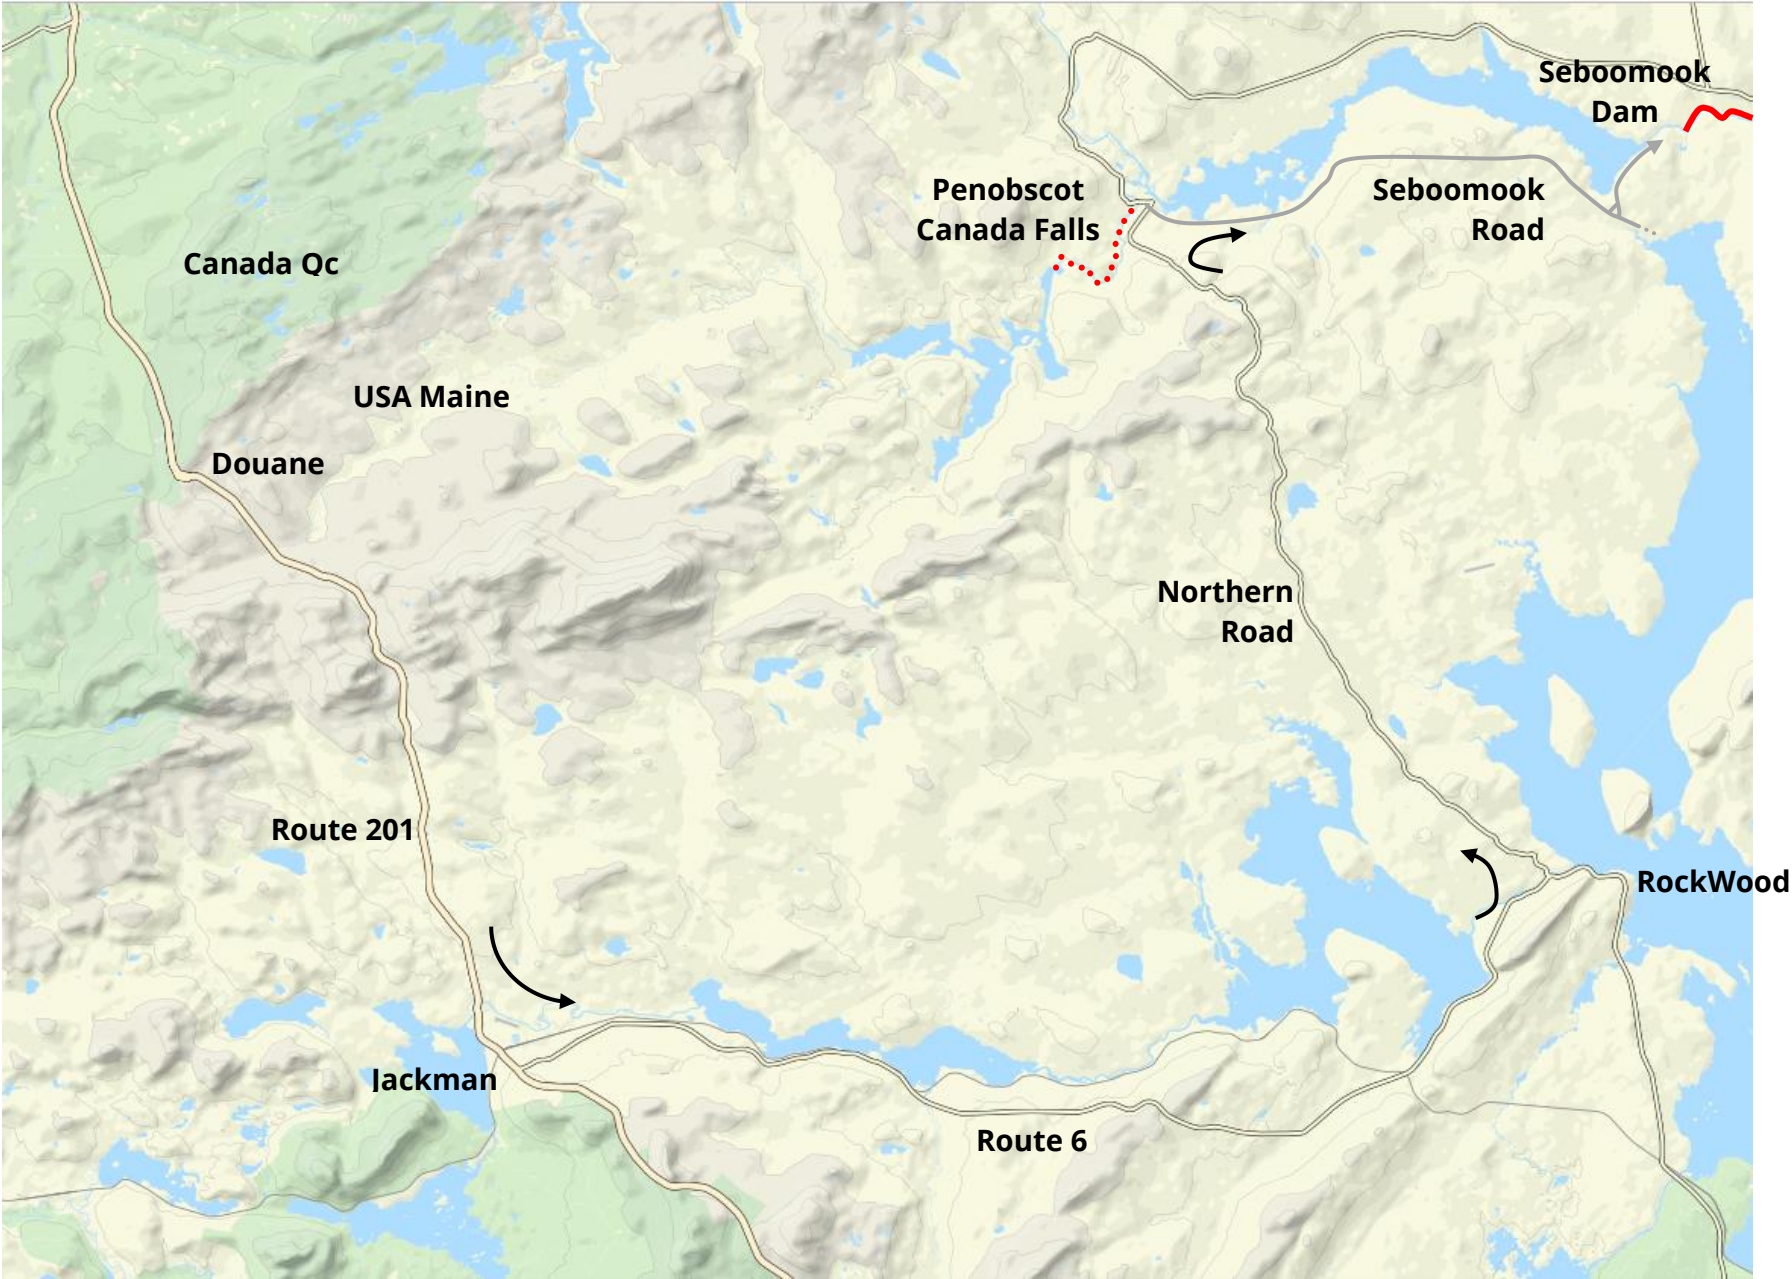 Seboomook
Dam
Penobscot
Canada Falls
Seboomook
Road
Canada Qc
USA Maine
Douane
Northern
Road
Route 201
RockWood
Jackman
Route 6